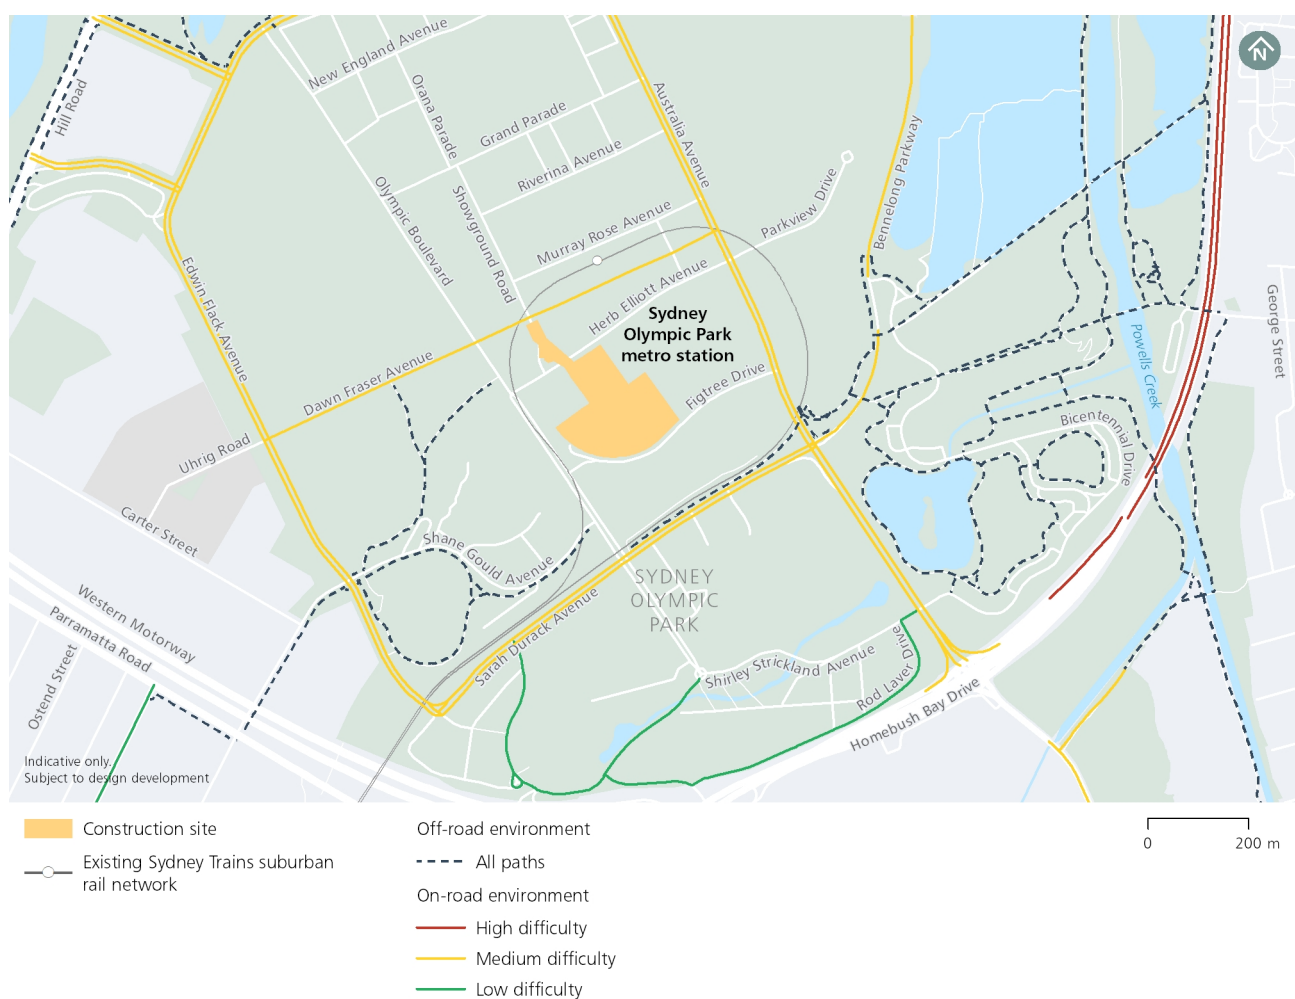 New England Avenue
Orana Parade
Grand Parade
Riverina Avenue
Australia Avenue
Hill Road
N
Olympic Boulevard
Showground Road
Murray Rose Avenue
Parkview Drive
Bennelong Parkway
Edwin Flack Avenue
Herb Elliott Avenue
Sydney
Olympic Park
metro station
Powells Creek
George Street
Dawn Fraser Avenue
Figtree Drive
Uhrig Road
Bicentennial Drive
Carter Street
Shane Gould Avenue
SYDNEY
OLYMPIC
PARK
Western Motorway
Parramatta Road
Sarah Durack Avenue
Shirley Strickland Avenue
Rod Laver Drive
Ostend Street
Homebush Bay Drive
Indicative only.
Subject to design development
Construction site
Existing Sydney Trains suburban
rail network
Off-road environment
All paths
On-road environment
High difficulty
Medium difficulty
Low difficulty
0 200 m